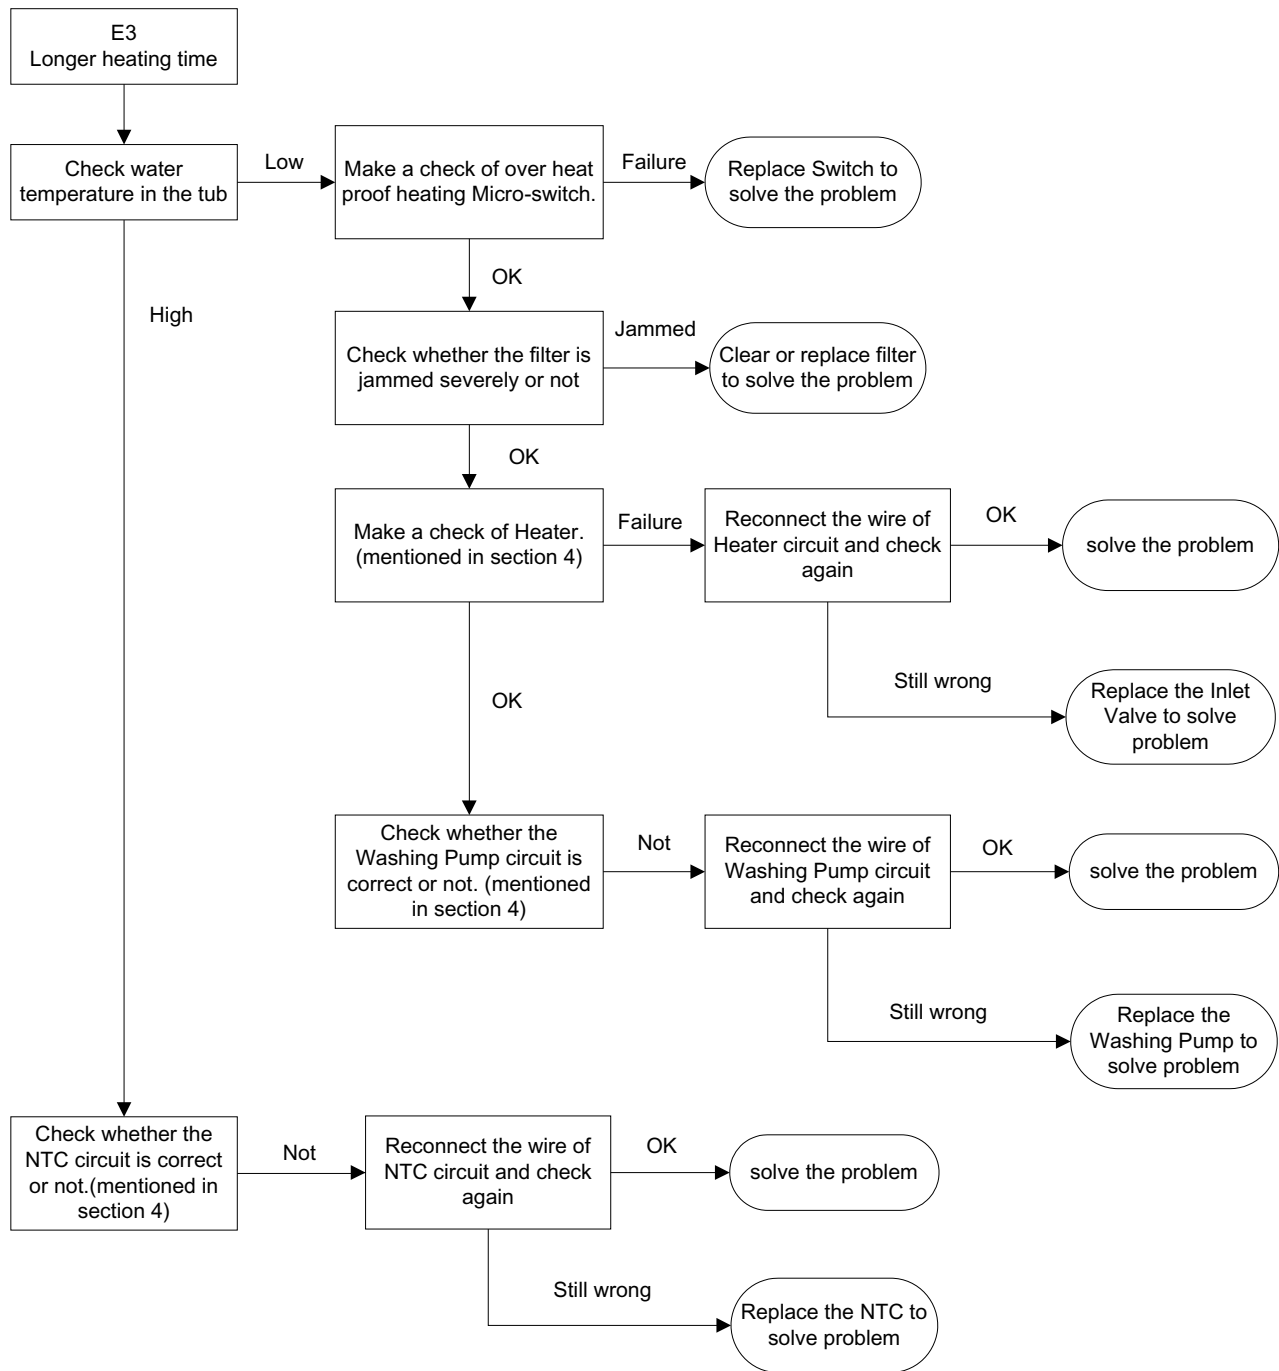 E3
Longer heating time
Check water
temperature in the tub
Low
Make a check of over heat
proof heating Micro-switch.
Failure
Replace Switch to
solve the problem
OK
High
Check whether the filter is
jammed severely or not
Jammed
Clear or replace filter
to solve the problem
OK
Make a check of Heater.
(mentioned in section 4)
Failure
Reconnect the wire of
Heater circuit and check
again
OK
solve the problem
Still wrong
Replace the Inlet
Valve to solve
problem
OK
Check whether the
Washing Pump circuit is
correct or not. (mentioned
in section 4)
Not
Reconnect the wire of
Washing Pump circuit
and check again
OK
solve the problem
Still wrong
Replace the
Washing Pump to
solve problem
Check whether the
NTC circuit is correct
or not.(mentioned in
section 4)
Not
Reconnect the wire of
NTC circuit and check
again
OK
solve the problem
Still wrong
Replace the NTC to
solve problem